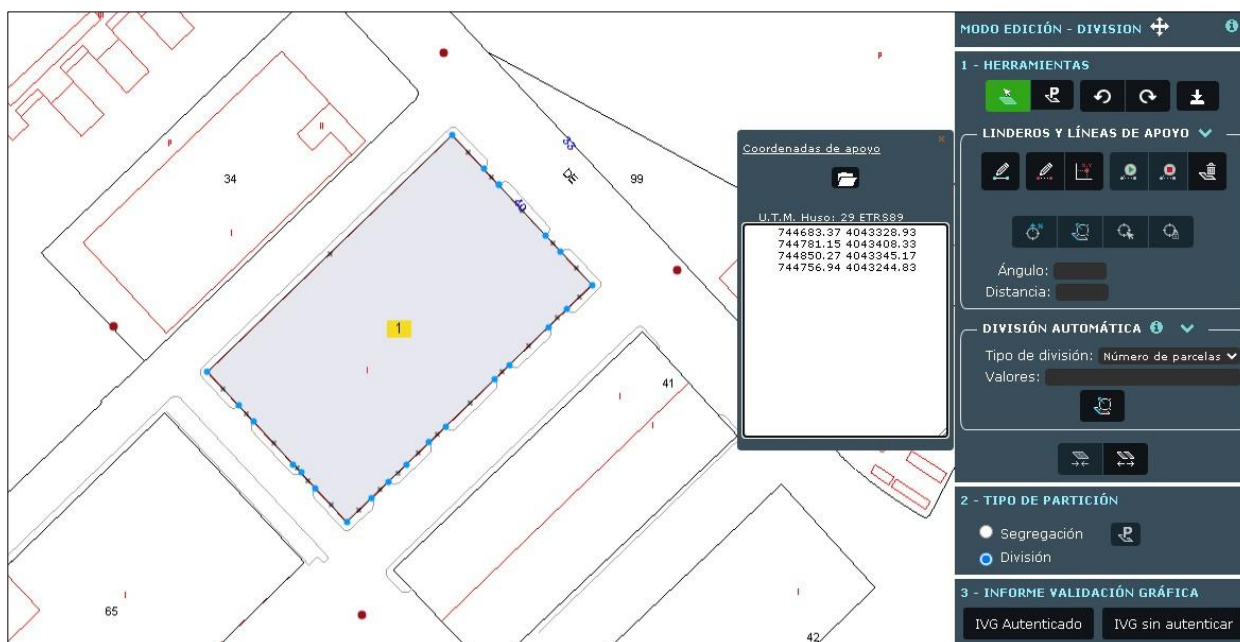 MODO EDICIÓN - DIVISION
1 - HERRAMIENTAS
LINDEROS Y LÍNEAS DE APOYO
Ángulo:
Distancia:
DIVISIÓN AUTOMÁTICA
Tipo de división: Número de parcelas
Valores:
2 - TIPO DE PARTICIÓN
Segregación
División
3 - INFORME VALIDACIÓN GRÁFICA
IVG Autenticado IVG sin autenticar
Coordenadas de apoyo
U.T.M. Huso: 29 ETRS89
744683.37 4043328.93
744781.15 4043408.33
744850.27 4043345.17
744756.94 4043244.83
P
P
II
33
DE
34
99
40
I
1
I
41
I
I
65
I
I
42